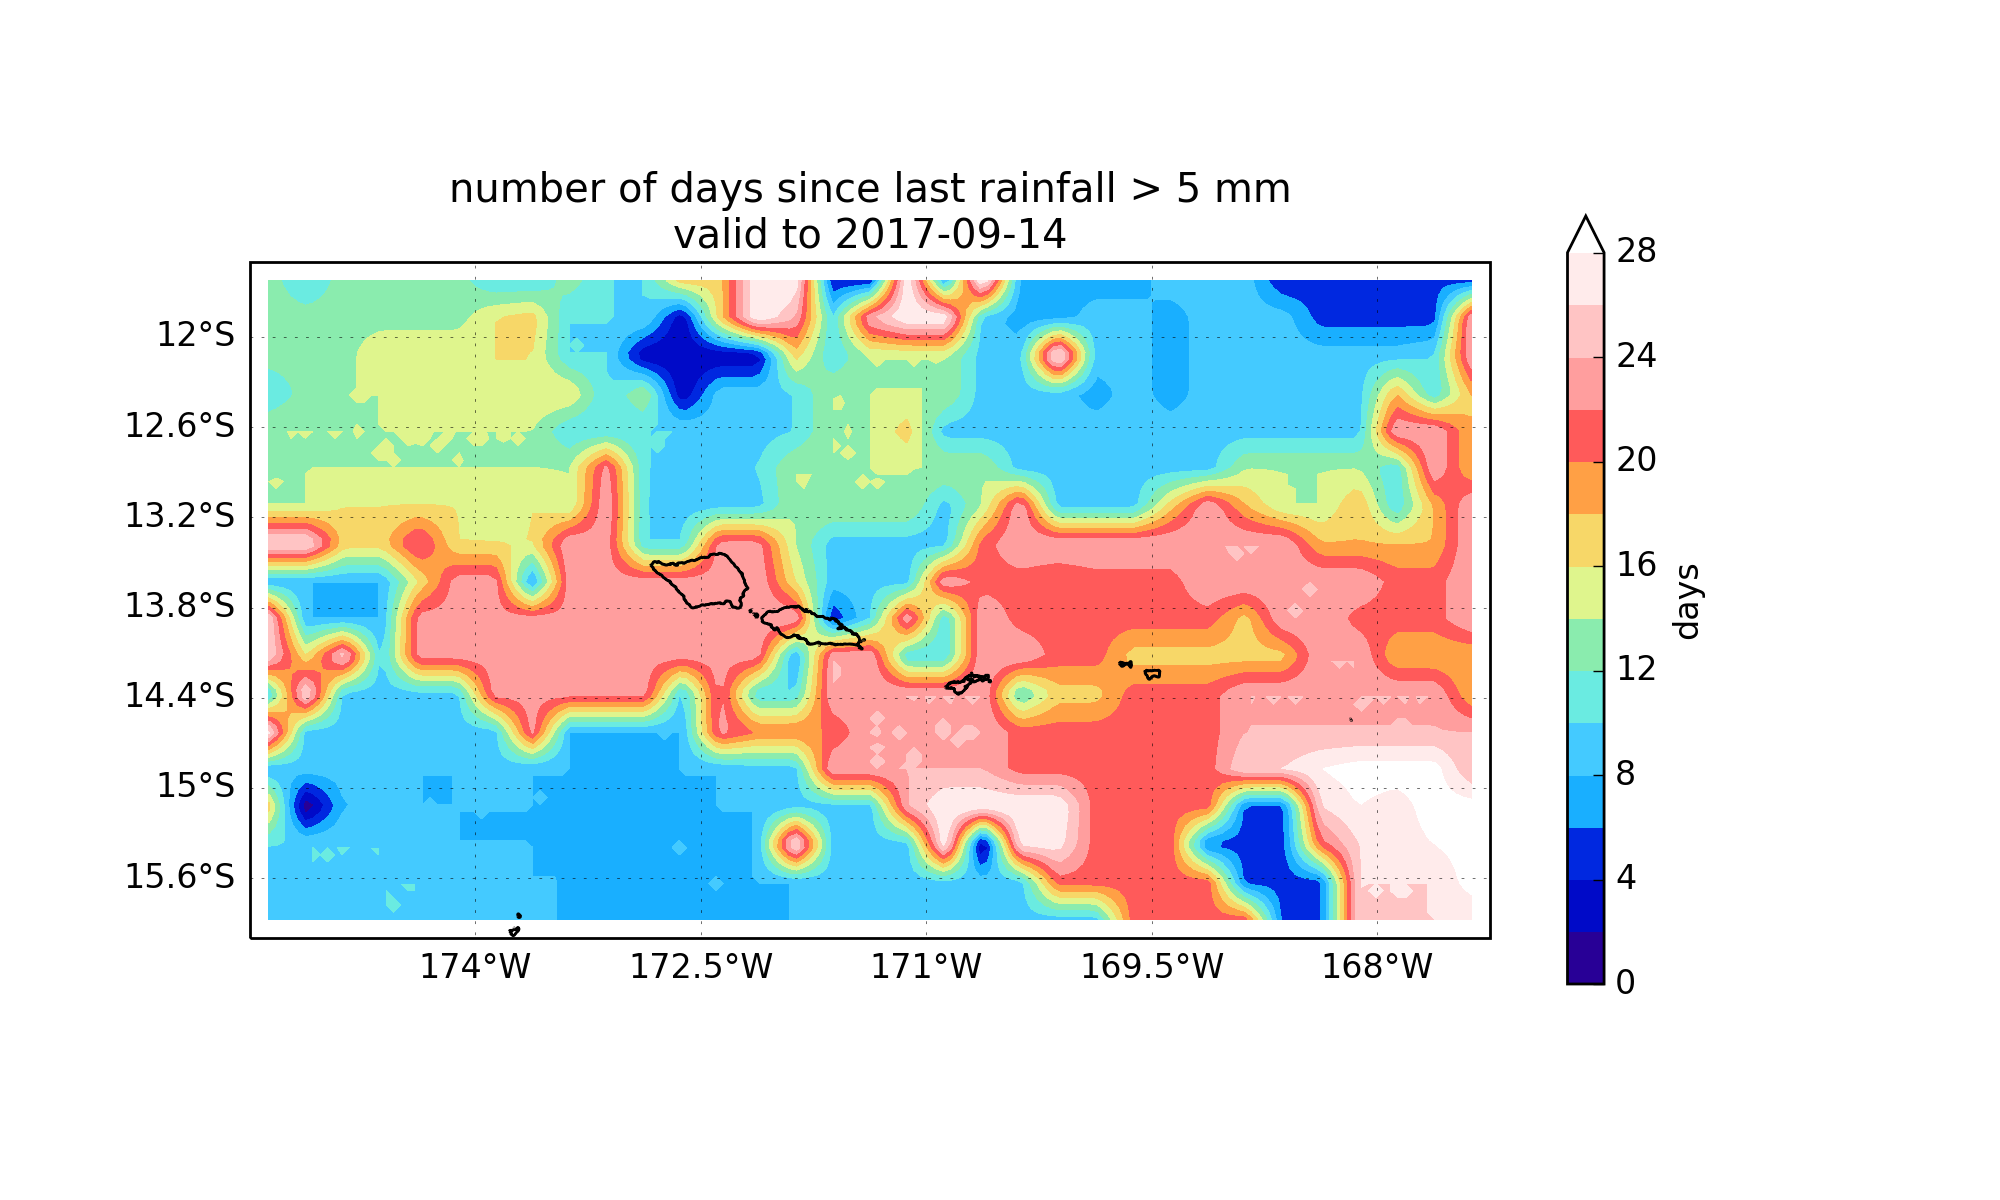 number of days since last rainfall > 5 mm
valid to 2017-09-14
12°S
12.6°S
13.2°S
13.8°S
14.4°S
15°S
15.6°S
174°W
172.5°W
171°W
169.5°W
168°W
28
24
20
16
12
8
4
0
days